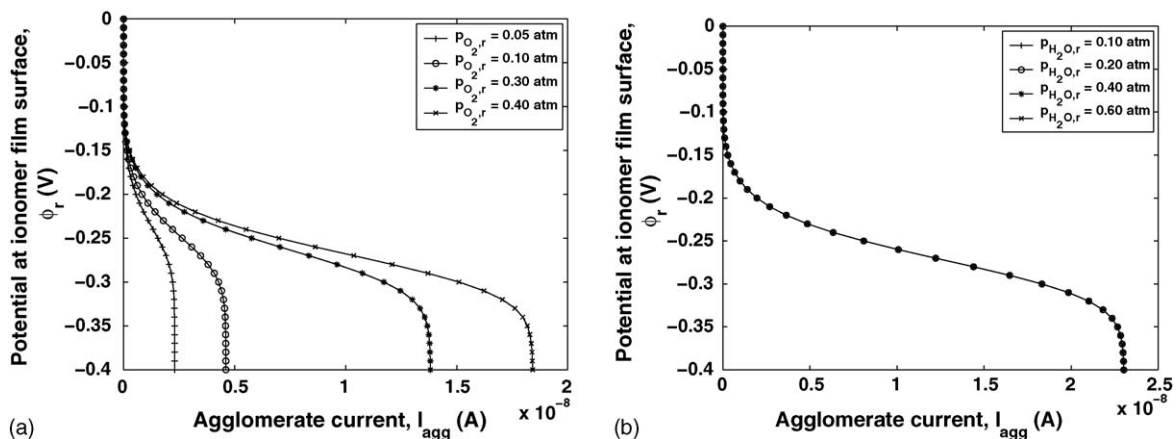 0
-0.05
-0.1
-0.15
-0.2
-0.25
-0.3
-0.35
-0.4
Potential at ionomer film surface,
ϕr (V)
pO2,r = 0.05 atm
pO2,r = 0.10 atm
pO2,r = 0.30 atm
pO2,r = 0.40 atm
0 0.5 1 1.5 2
x 10-8
Agglomerate current, Iagg (A)
(a)
0
-0.05
-0.1
-0.15
-0.2
-0.25
-0.3
-0.35
-0.4
Potential at ionomer film surface,
ϕr (V)
pH2O,r = 0.10 atm
pH2O,r = 0.20 atm
pH2O,r = 0.40 atm
pH2O,r = 0.60 atm
0 0.5 1 1.5 2 2.5
x 10-8
Agglomerate current, Iagg (A)
(b)